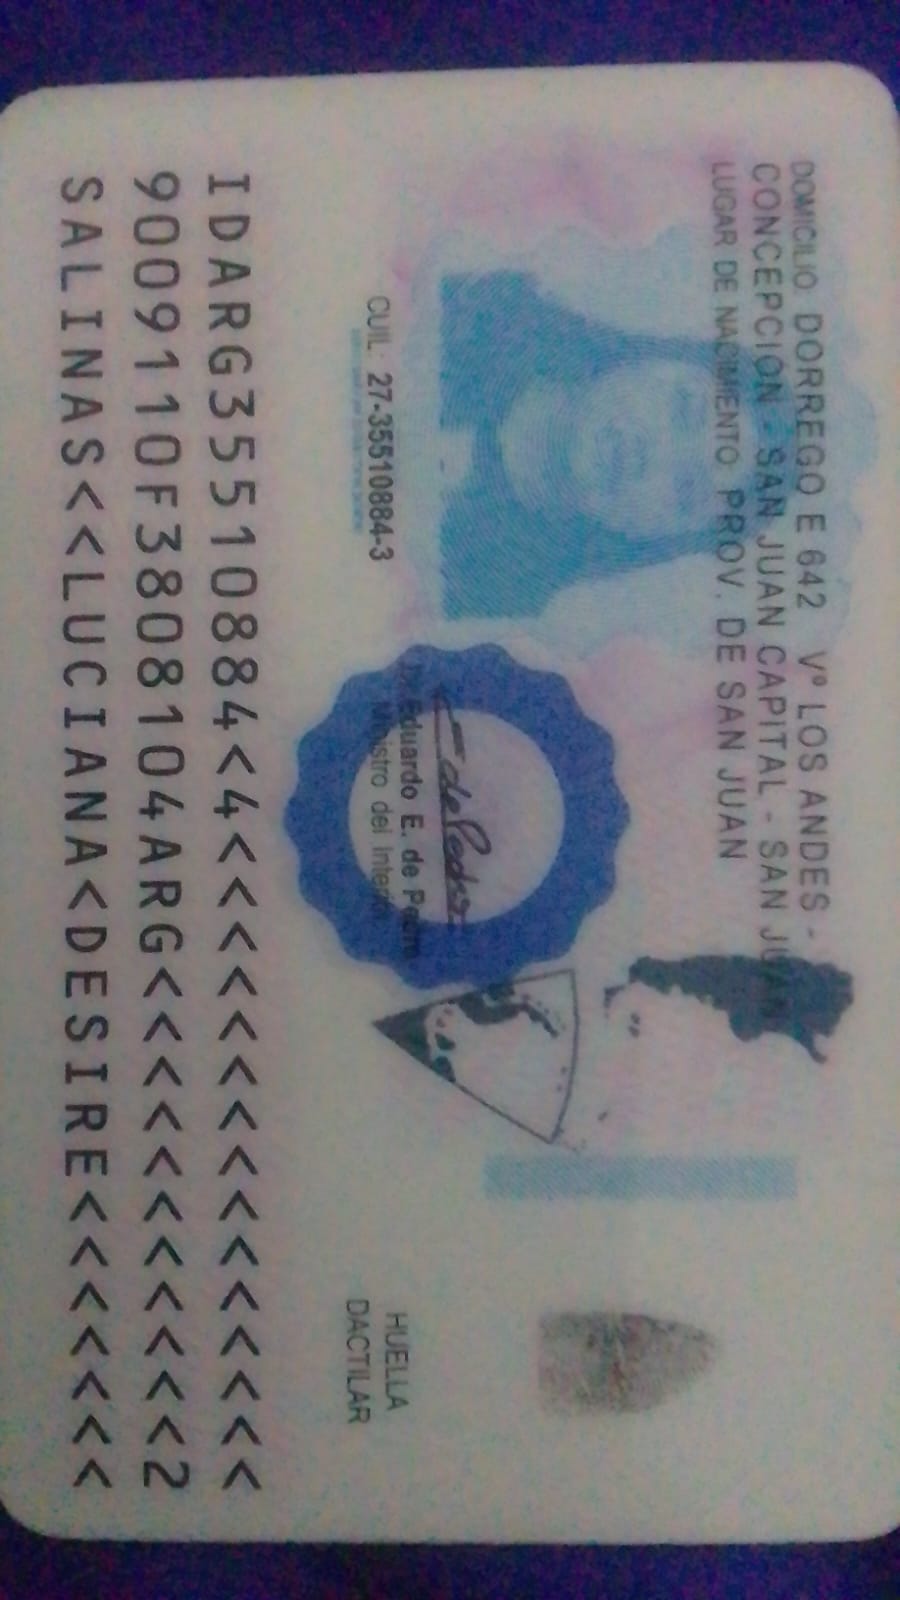 DOMICILIO: DORREGO E 642 Vº LOS ANDES -
CONCEPCION - SAN JUAN CAPITAL - SAN JUAN
LUGAR DE NACIMIENTO: PROV. DE SAN JUAN
CUIL: 27-35510884-3
Eduardo E. de Pedro
Ministro del Interior
HUELLA
DACTILAR
IDARG35510884<4<<<<<<<<<<<<<<<
9009110F3808104ARG<<<<<<<<<<<2
SALINAS<<LUCIANA<DESIRE<<<<<<<